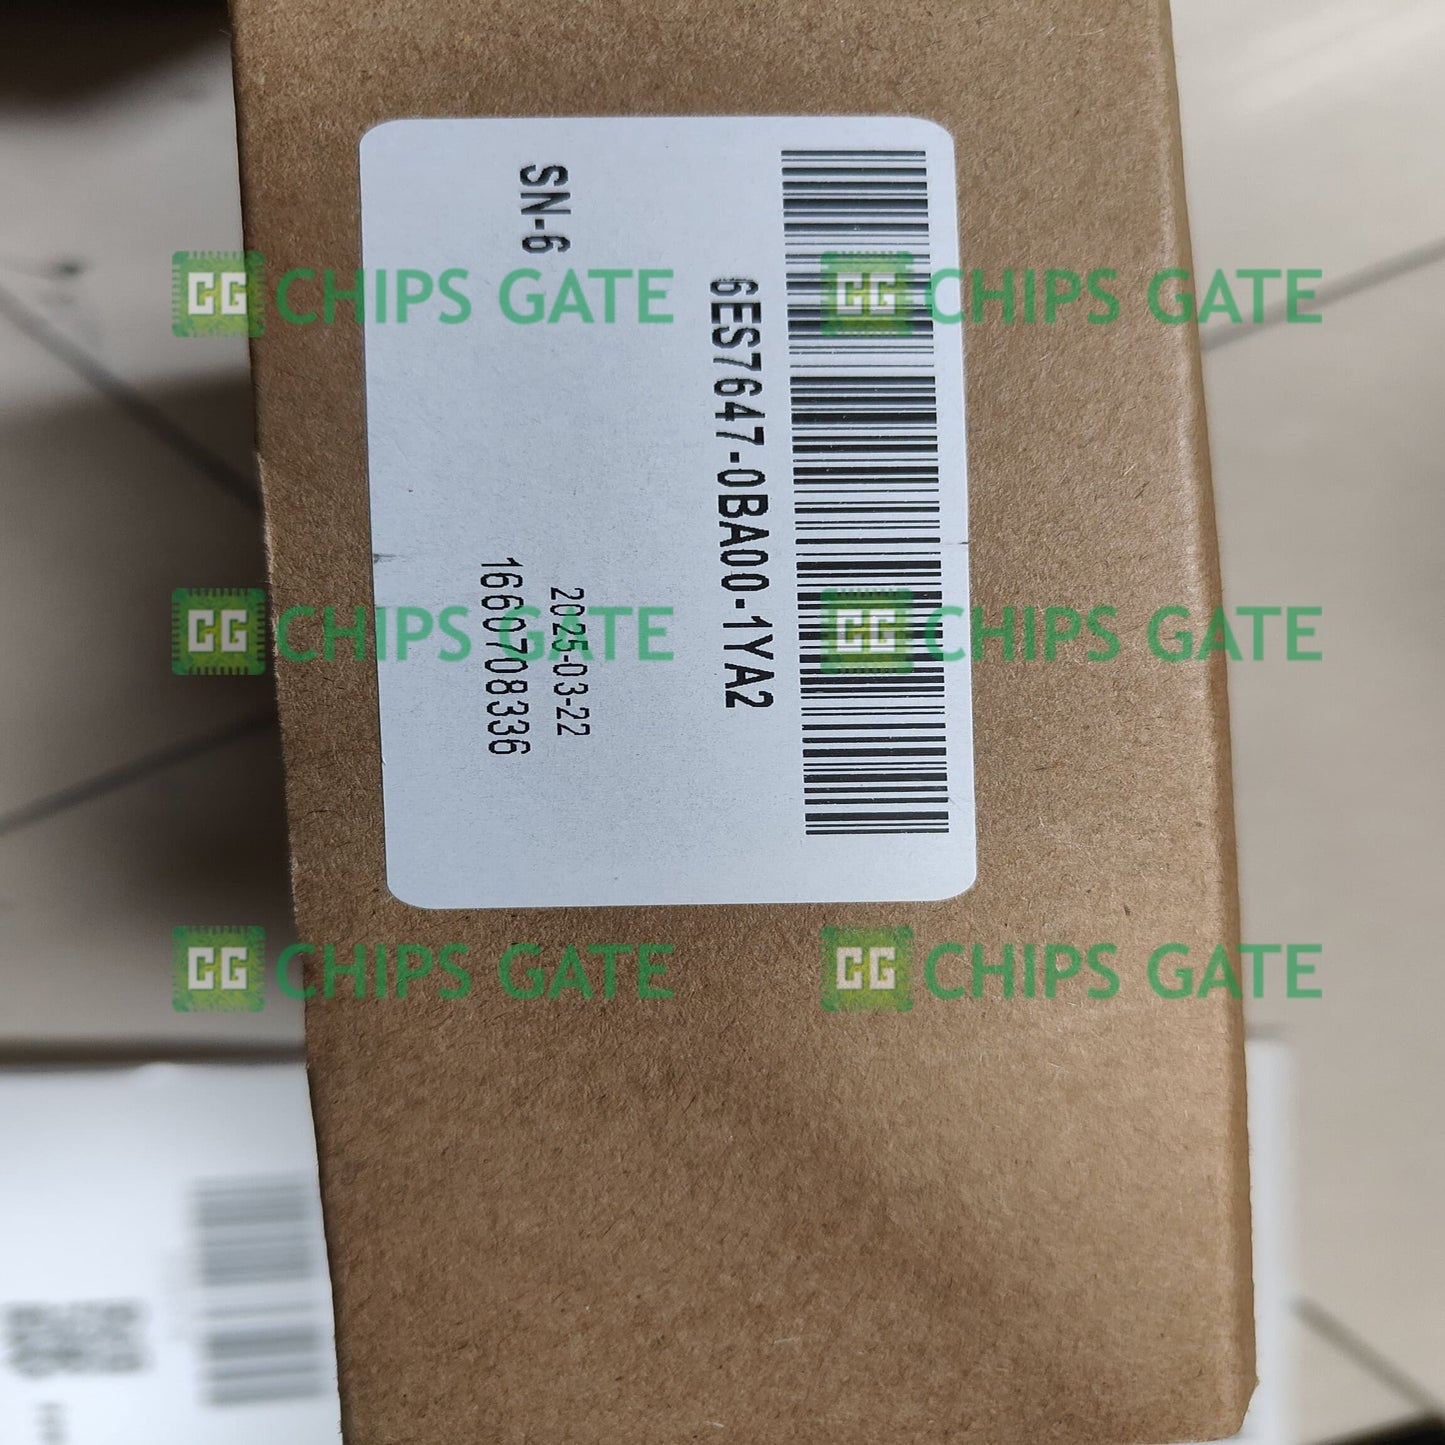 6ES7647-0BA00-1YA2
2025-03-22
SN-6
1660708336
CG CHIPS GATE
CG CHIPS GATE
CG CHIPS GATE
CG CHIPS GATE
CG CHIPS GATE
CG CHIPS GATE